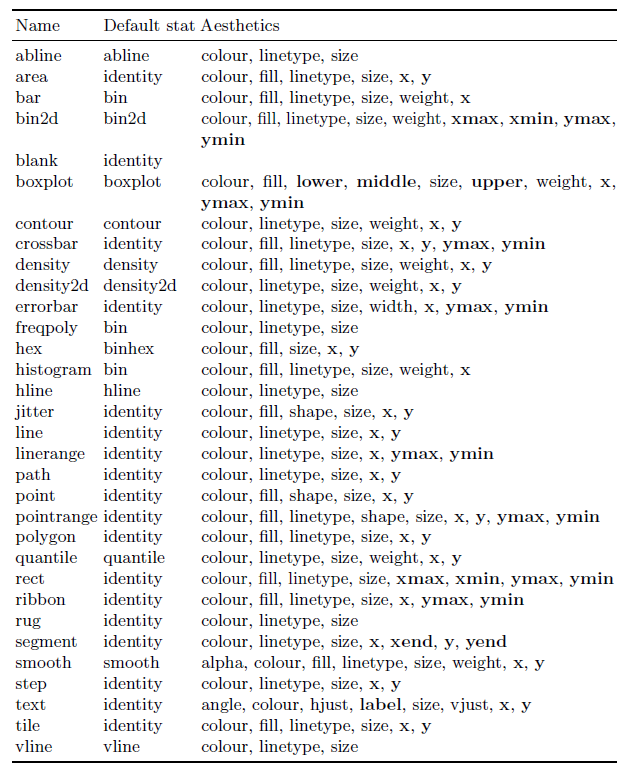 Name Default stat Aesthetics
abline abline colour, linetype, size
area identity colour, fill, linetype, size, x, y
bar bin colour, fill, linetype, size, weight, x
bin2d bin2d colour, fill, linetype, size, weight, xmax, xmin, ymax,
ymin
blank identity
boxplot boxplot colour, fill, lower, middle, size, upper, weight, x,
ymax, ymin
contour contour colour, linetype, size, weight, x, y
crossbar identity colour, fill, linetype, size, x, y, ymax, ymin
density density colour, fill, linetype, size, weight, x, y
density2d density2d colour, linetype, size, weight, x, y
errorbar identity colour, linetype, size, width, x, ymax, ymin
freqpoly bin colour, linetype, size
hex binhex colour, fill, size, x, y
histogram bin colour, fill, linetype, size, weight, x
hline hline colour, linetype, size
jitter identity colour, fill, shape, size, x, y
line identity colour, linetype, size, x, y
linerange identity colour, linetype, size, x, ymax, ymin
path identity colour, linetype, size, x, y
point identity colour, fill, shape, size, x, y
pointrange identity colour, fill, linetype, shape, size, x, y, ymax, ymin
polygon identity colour, fill, linetype, size, x, y
quantile quantile colour, linetype, size, weight, x, y
rect identity colour, fill, linetype, size, xmax, xmin, ymax, ymin
ribbon identity colour, fill, linetype, size, x, ymax, ymin
rug identity colour, linetype, size
segment identity colour, linetype, size, x, xend, y, yend
smooth smooth alpha, colour, fill, linetype, size, weight, x, y
step identity colour, linetype, size, x, y
text identity angle, colour, hjust, label, size, vjust, x, y
tile identity colour, fill, linetype, size, x, y
vline vline colour, linetype, size